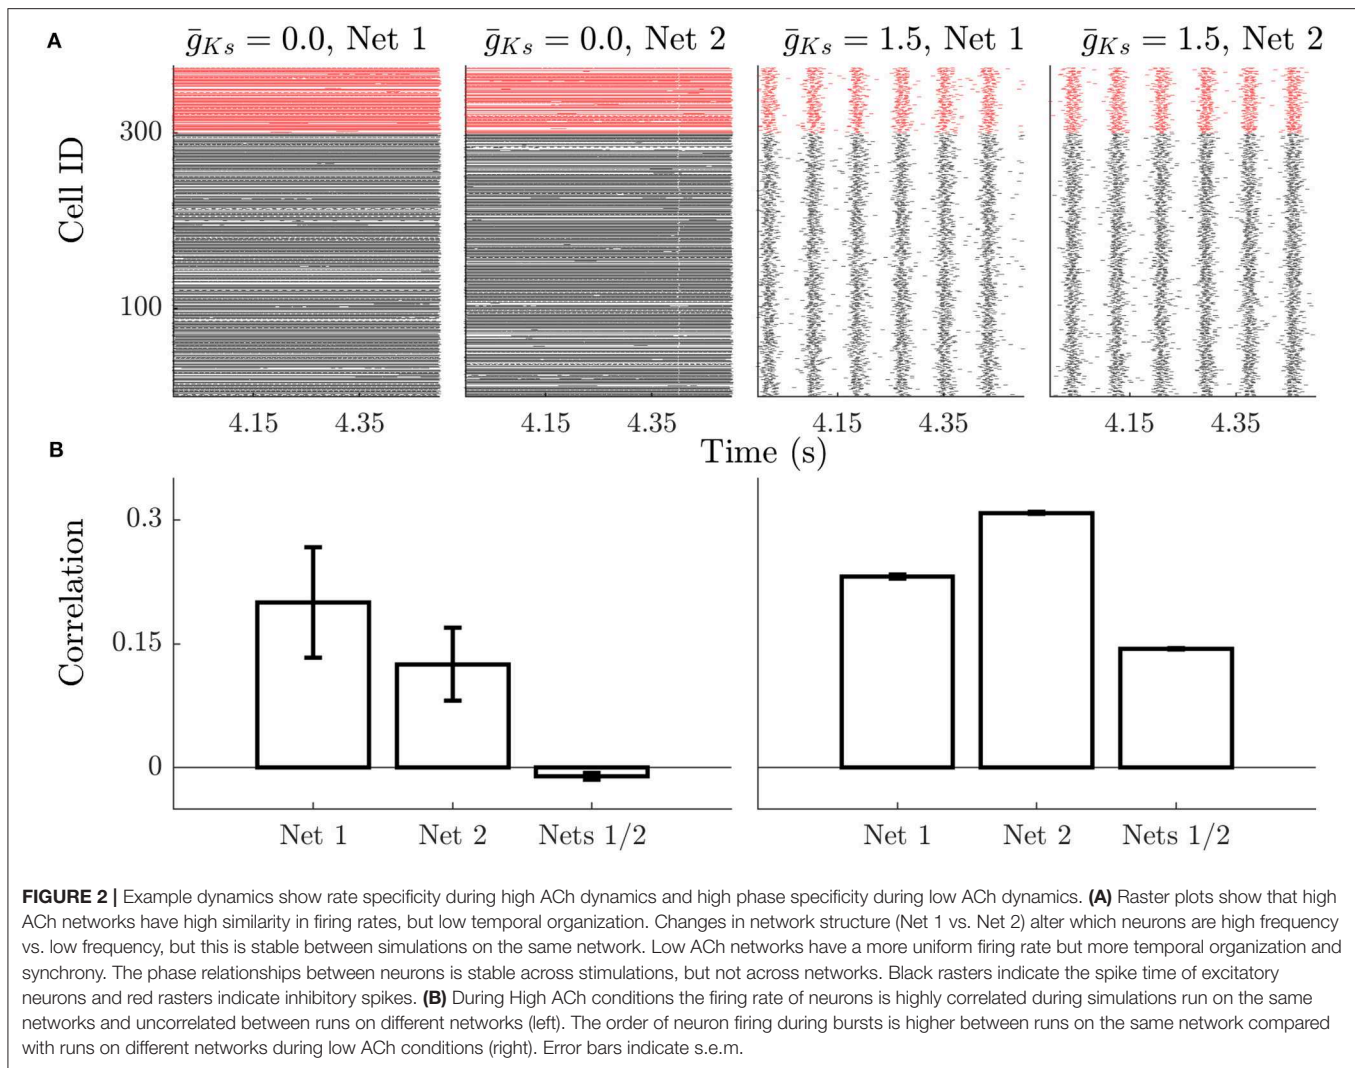 A
ḡKs = 0.0, Net 1
ḡKs = 0.0, Net 2
ḡKs = 1.5, Net 1
ḡKs = 1.5, Net 2
Cell ID
300
100
4.15 4.35
4.15 4.35
4.15 4.35
4.15 4.35
Time (s)
B
Correlation
0.3
0.15
0
Net 1 Net 2 Nets 1/2
Net 1 Net 2 Nets 1/2
FIGURE 2 | Example dynamics show rate specificity during high ACh dynamics and high phase specificity during low ACh dynamics. (A) Raster plots show that high
ACh networks have high similarity in firing rates, but low temporal organization. Changes in network structure (Net 1 vs. Net 2) alter which neurons are high frequency
vs. low frequency, but this is stable between simulations on the same network. Low ACh networks have a more uniform firing rate but more temporal organization and
synchrony. The phase relationships between neurons is stable across stimulations, but not across networks. Black rasters indicate the spike time of excitatory
neurons and red rasters indicate inhibitory spikes. (B) During High ACh conditions the firing rate of neurons is highly correlated during simulations run on the same
networks and uncorrelated between runs on different networks (left). The order of neuron firing during bursts is higher between runs on the same network compared
with runs on different networks during low ACh conditions (right). Error bars indicate s.e.m.